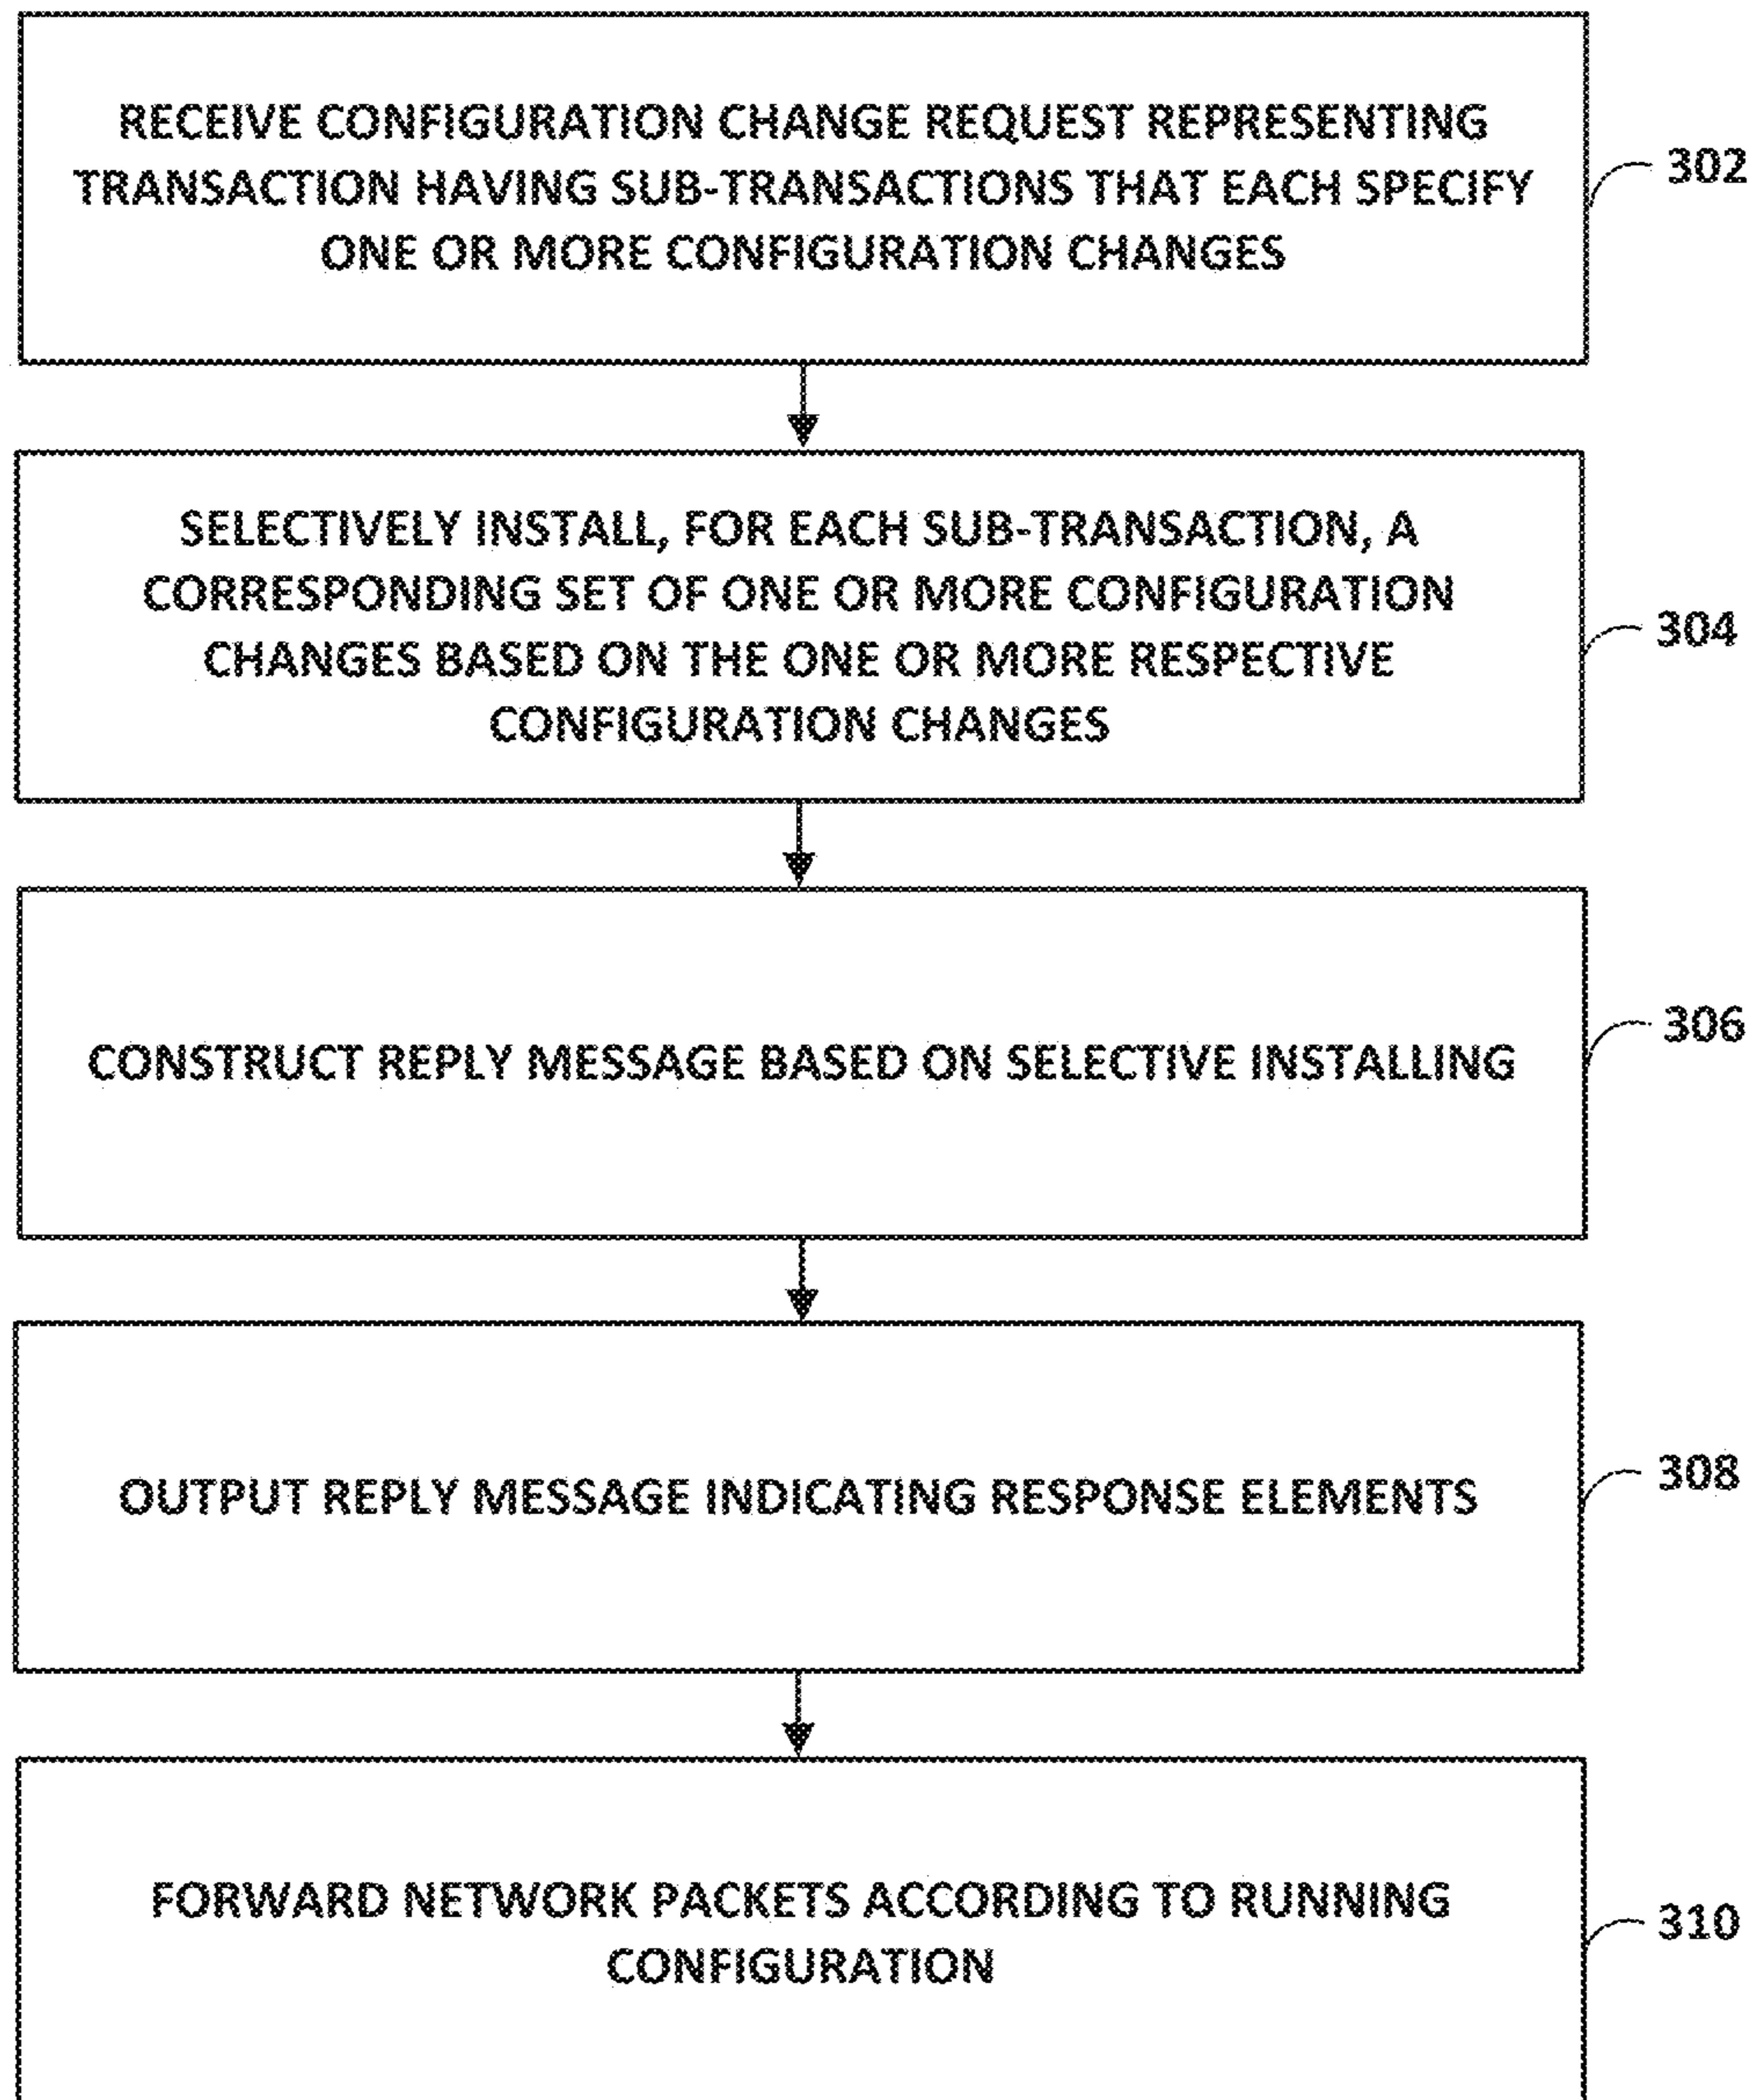 RECEIVE CONFIGURATION CHANGE REQUEST REPRESENTING
TRANSACTION HAVING SUB-TRANSACTIONS THAT EACH SPECIFY
ONE OR MORE CONFIGURATION CHANGES
302
SELECTIVELY INSTALL, FOR EACH SUB-TRANSACTION, A
CORRESPONDING SET OF ONE OR MORE CONFIGURATION
CHANGES BASED ON THE ONE OR MORE RESPECTIVE
CONFIGURATION CHANGES
304
CONSTRUCT REPLY MESSAGE BASED ON SELECTIVE INSTALLING
306
OUTPUT REPLY MESSAGE INDICATING RESPONSE ELEMENTS
308
FORWARD NETWORK PACKETS ACCORDING TO RUNNING
CONFIGURATION
310